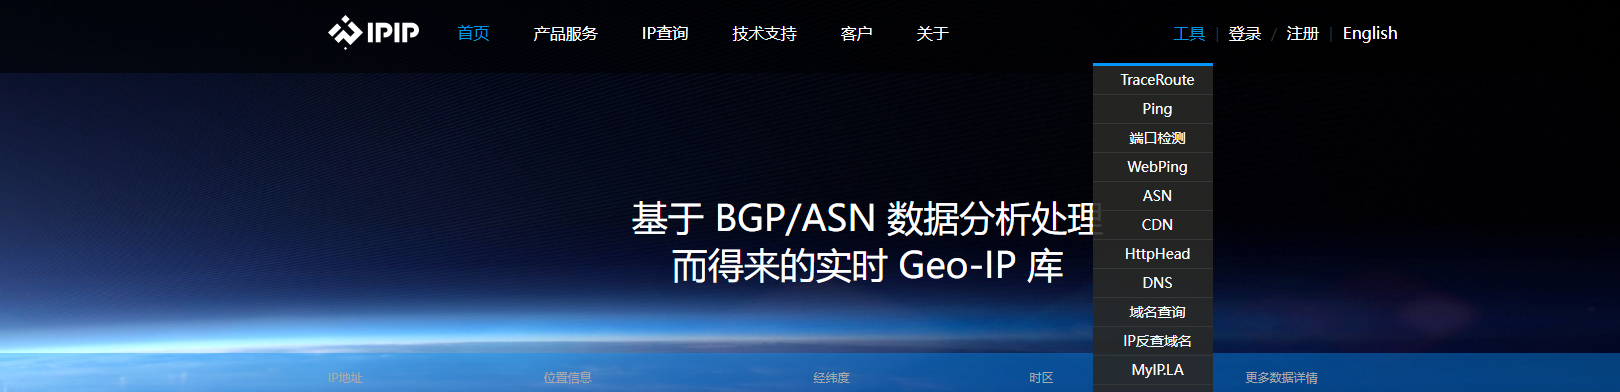 IPIP 首页 产品服务 IP查询 技术支持 客户 关于 工具 | 登录 / 注册 | English
TraceRoute
Ping
端口检测
WebPing
ASN
CDN
HttpHead
DNS
域名查询
IP反查域名
MyIP.LA
基于 BGP/ASN 数据分析处理
而得来的实时 Geo-IP 库
IP地址 位置信息 经纬度 时区 更多数据详情